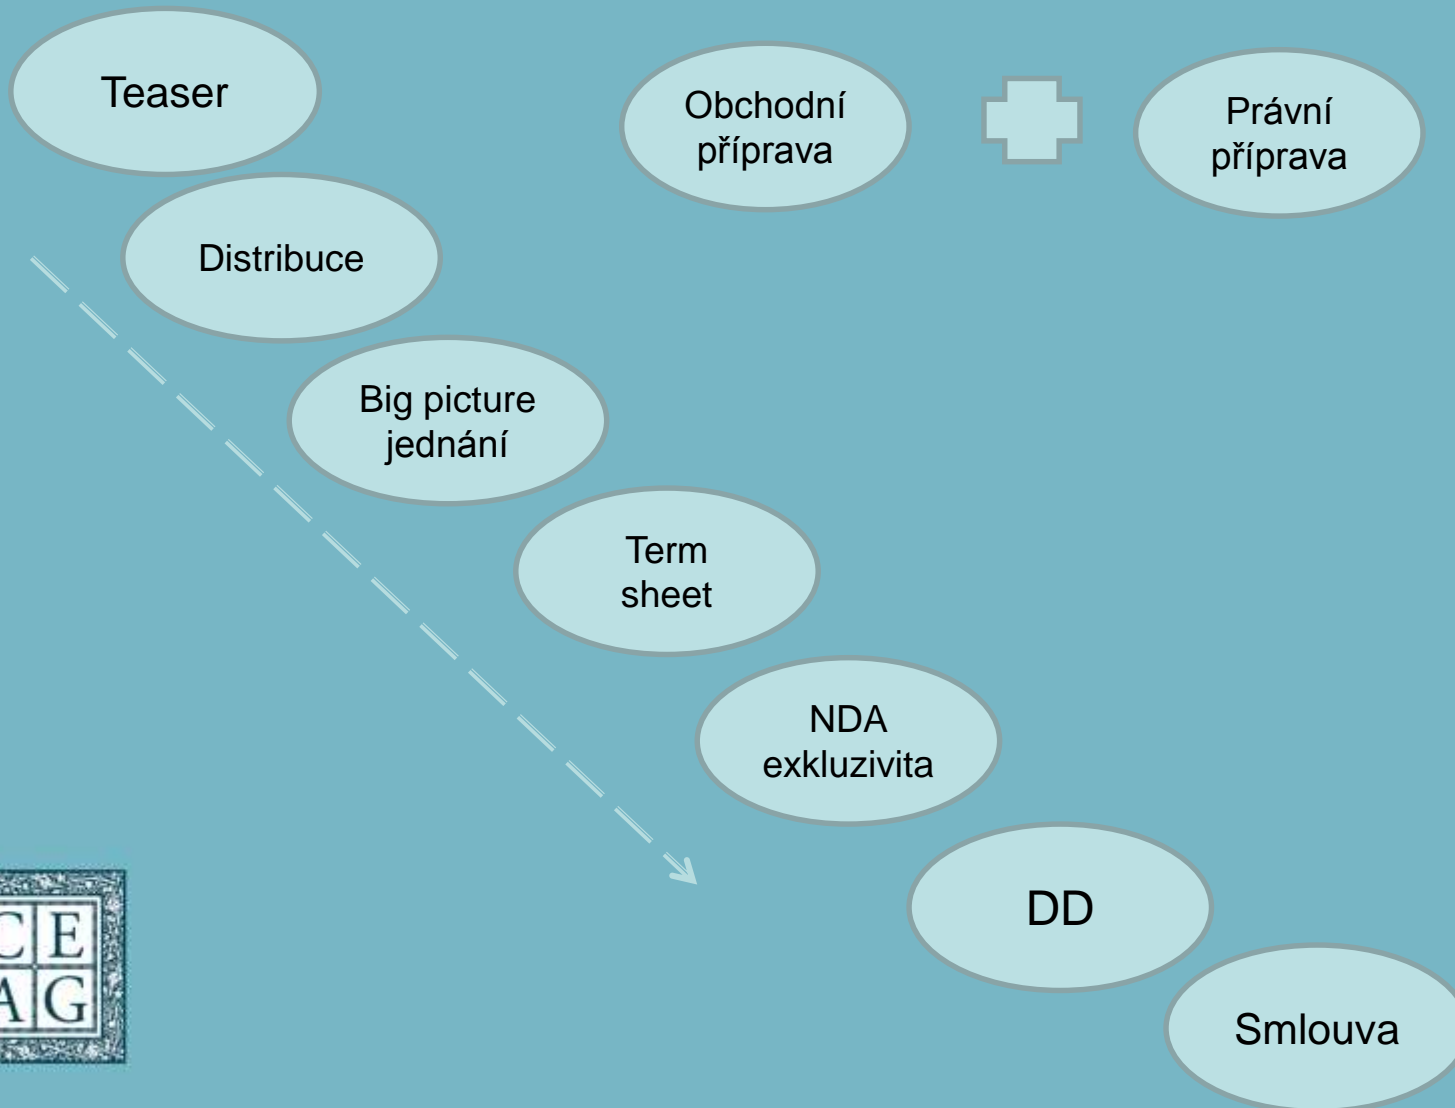 Teaser
Obchodní
příprava
Právní
příprava
Distribuce
Big picture
jednání
Term
sheet
NDA
exkluzivita
DD
Smlouva
CE
AG